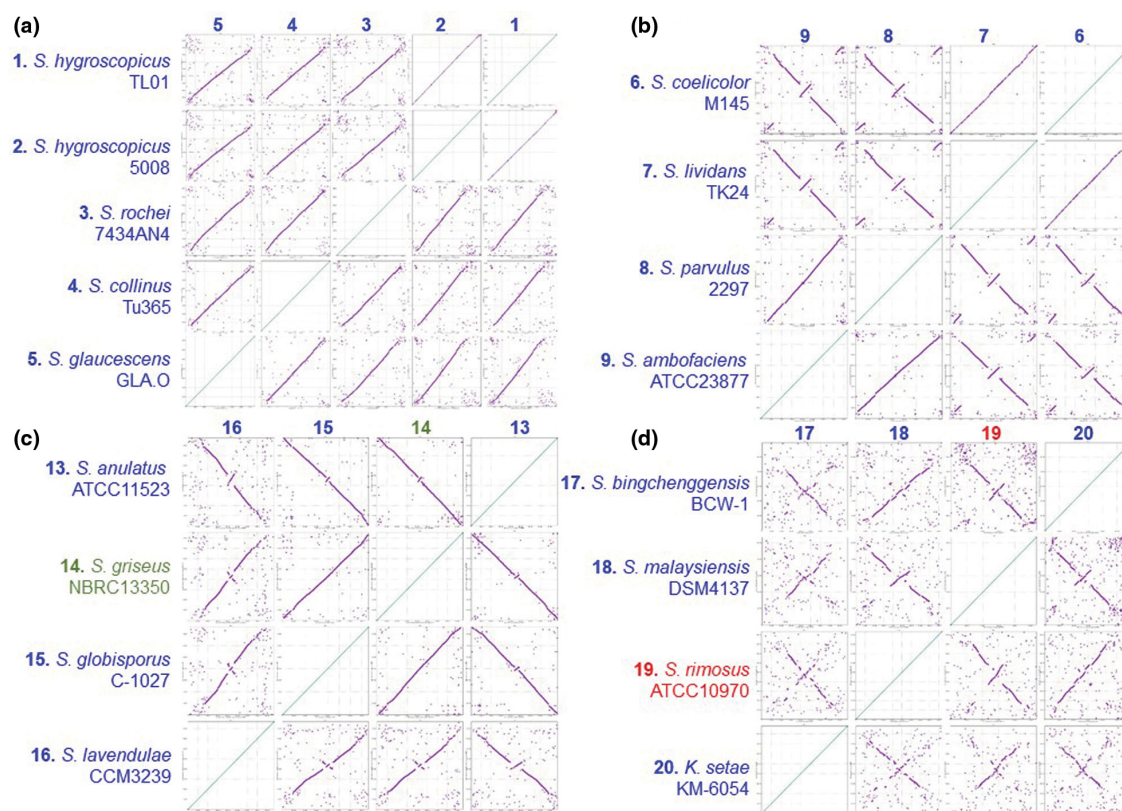 (a)
5 4 3 2 1
1. S. hygroscopicus
TL01
2. S. hygroscopicus
5008
3. S. rochei
7434AN4
4. S. collinus
Tu365
5. S. glaucescens
GLA.O
(b)
9 8 7 6
6. S. coelicolor
M145
7. S. lividans
TK24
8. S. parvulus
2297
9. S. ambofaciens
ATCC23877
(c)
16 15 14 13
13. S. anulatus
ATCC11523
14. S. griseus
NBRC13350
15. S. globisporus
C-1027
16. S. lavendulae
CCM3239
(d)
17 18 19 20
17. S. bingchenggensis
BCW-1
18. S. malaysiensis
DSM4137
19. S. rimosus
ATCC10970
20. K. setae
KM-6054